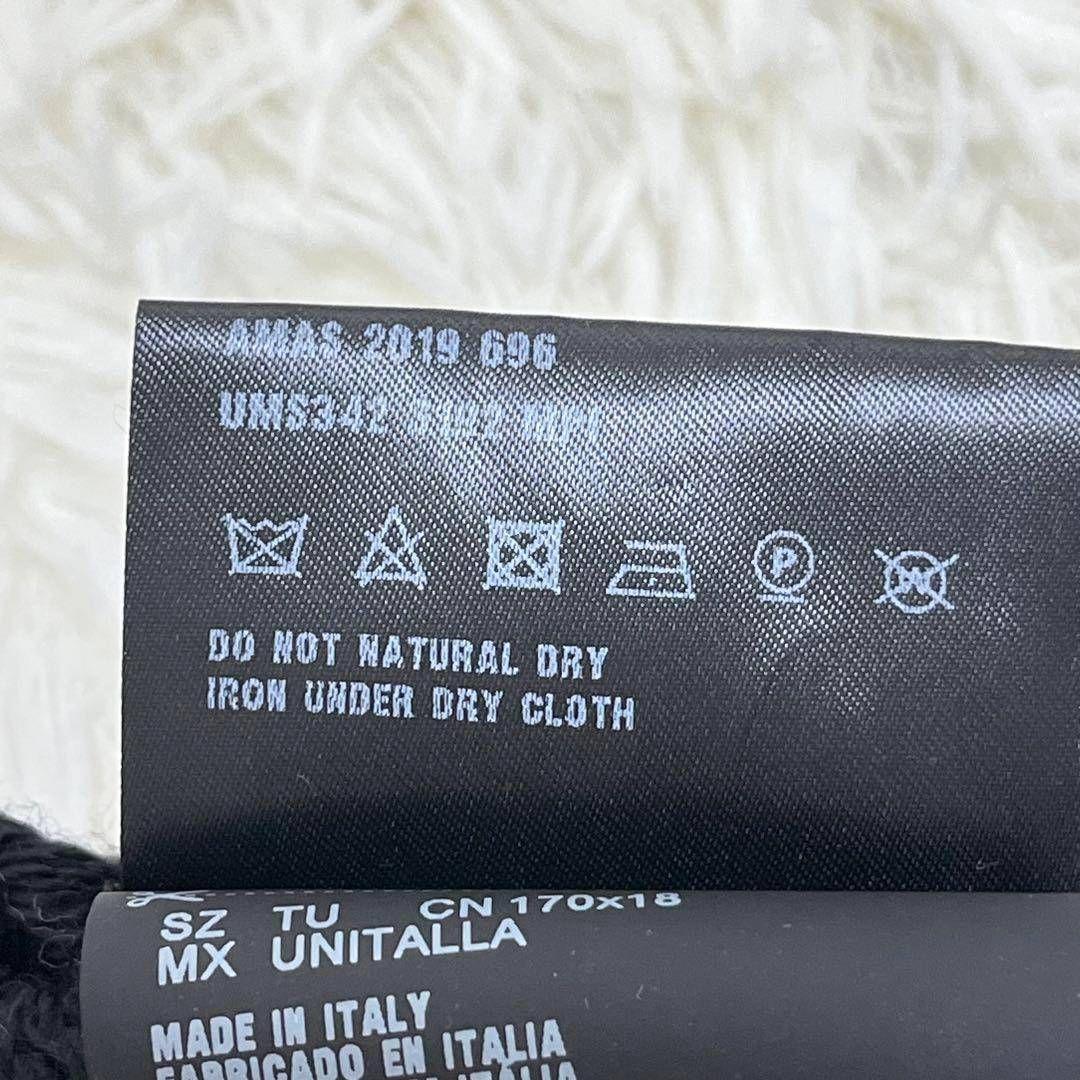 AMAS 2019 696
UMS342
P
W
DO NOT NATURAL DRY
IRON UNDER DRY CLOTH
SZ TU CN 170x18
MX UNITALLA
MADE IN ITALY
FABRICADO EN ITALIA